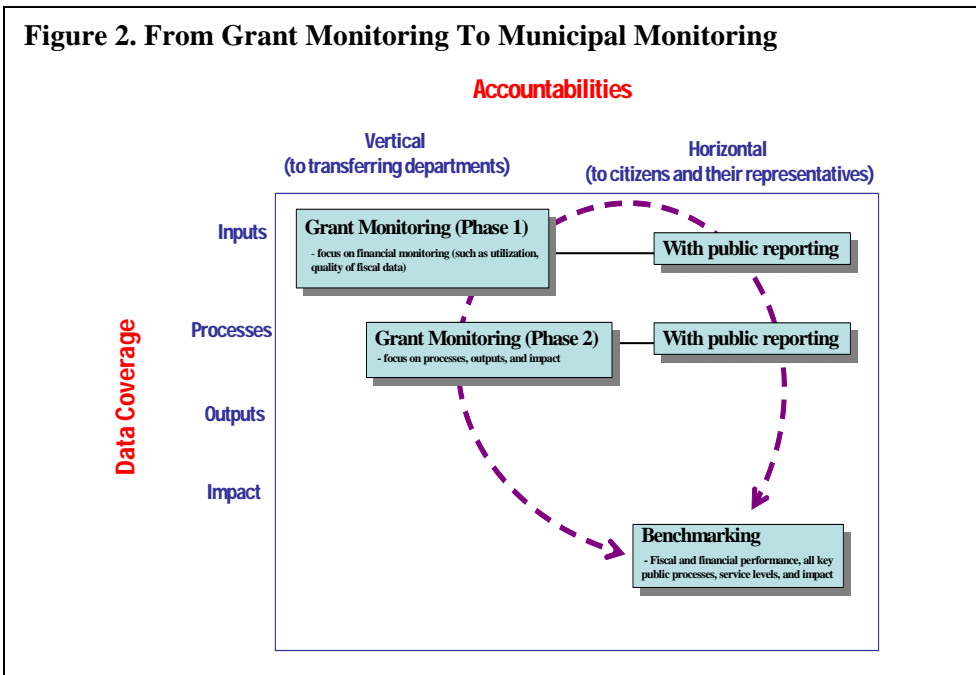 Figure 2. From Grant Monitoring To Municipal Monitoring
Accountabilities
Vertical
(to transferring departments)
Horizontal
(to citizens and their representatives)
Inputs
Grant Monitoring (Phase 1)
- focus on financial monitoring (such as utilization,
quality of fiscal data)
With public reporting
Processes
Grant Monitoring (Phase 2)
- focus on processes, outputs, and impact
With public reporting
Data Coverage
Outputs
Impact
Benchmarking
- Fiscal and financial performance, all key
public processes, service levels, and impact